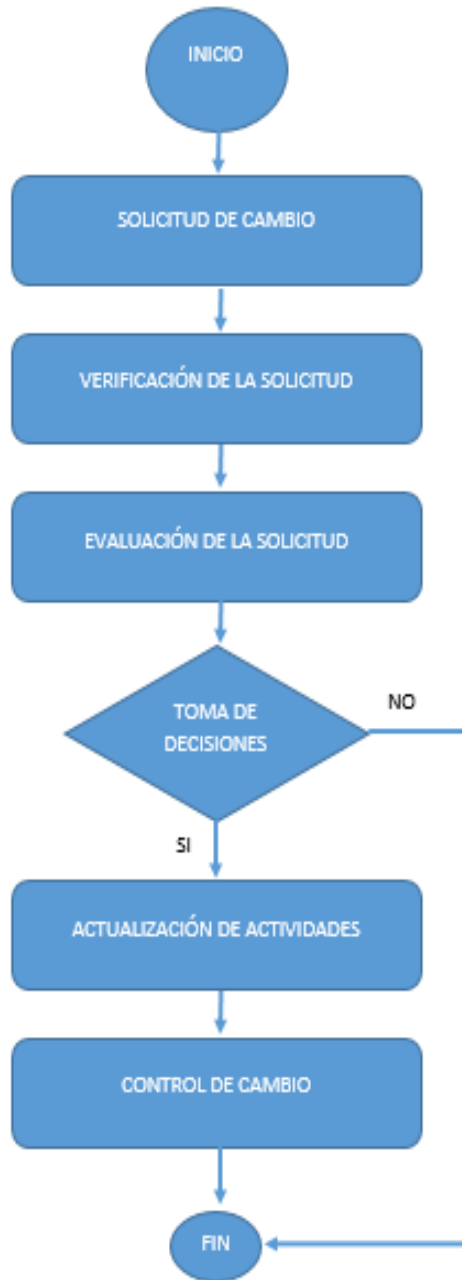 INICIO
SOLICITUD DE CAMBIO
VERIFICACIÓN DE LA SOLICITUD
EVALUACIÓN DE LA SOLICITUD
TOMA DE
DECISIONES
NO
SI
ACTUALIZACIÓN DE ACTIVIDADES
CONTROL DE CAMBIO
FIN